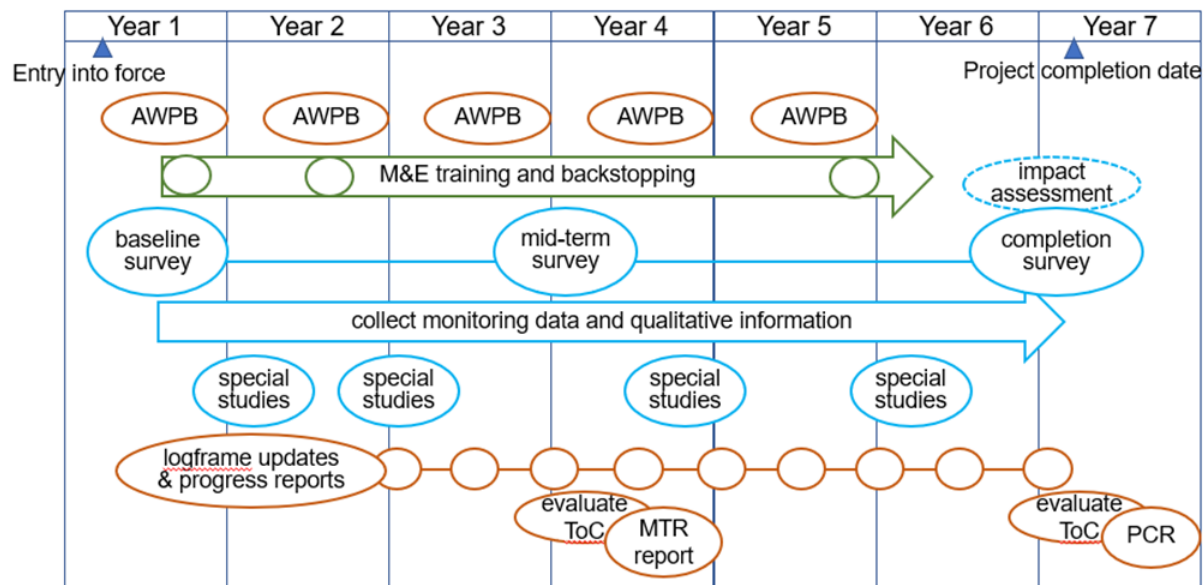 Year 1 Year 2 Year 3 Year 4 Year 5 Year 6 Year 7
Entry into force
Project completion date
AWPB AWPB AWPB AWPB AWPB
M&E training and backstopping
impact
assessment
baseline
survey
mid-term
survey
completion
survey
collect monitoring data and qualitative information
special
studies
special
studies
special
studies
special
studies
logframe updates
& progress reports
evaluate
ToC
MTR
report
evaluate
ToC
PCR